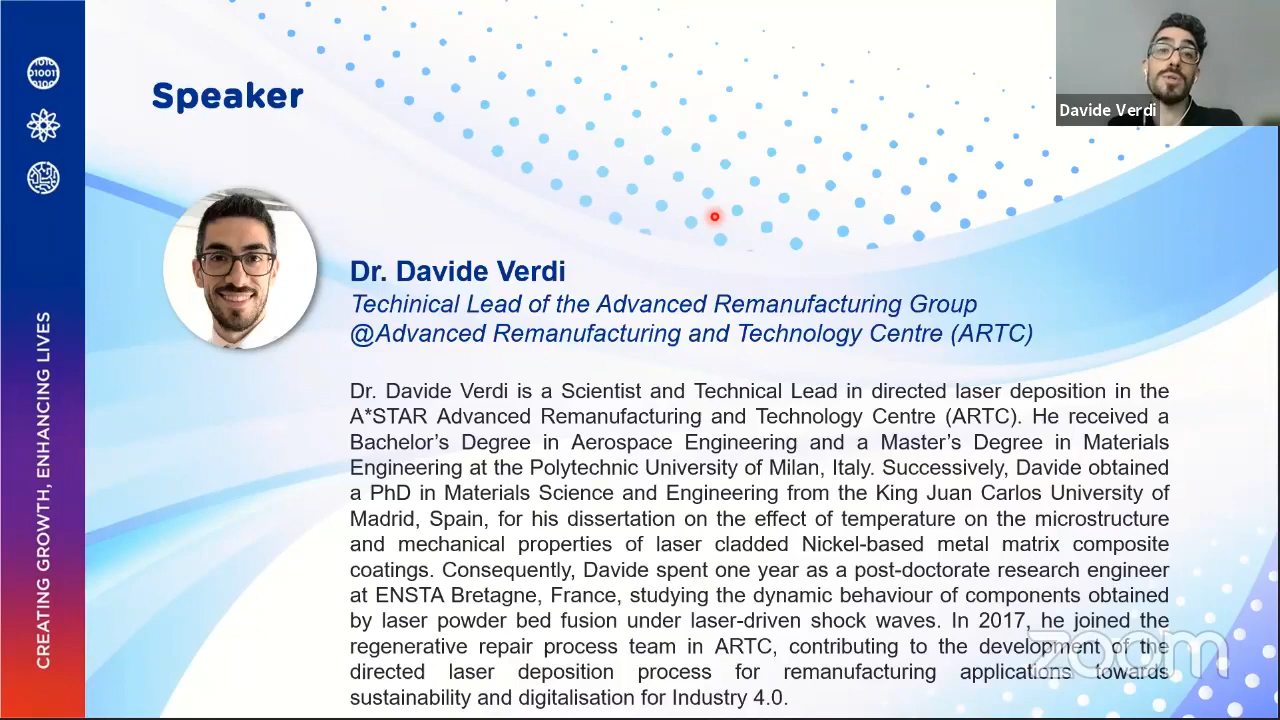 Speaker
Davide Verdi
Dr. Davide Verdi
Techinical Lead of the Advanced Remanufacturing Group
@Advanced Remanufacturing and Technology Centre (ARTC)
Dr. Davide Verdi is a Scientist and Technical Lead in directed laser deposition in the
A*STAR Advanced Remanufacturing and Technology Centre (ARTC). He received a
Bachelor’s Degree in Aerospace Engineering and a Master’s Degree in Materials
Engineering at the Polytechnic University of Milan, Italy. Successively, Davide obtained
a PhD in Materials Science and Engineering from the King Juan Carlos University of
Madrid, Spain, for his dissertation on the effect of temperature on the microstructure
and mechanical properties of laser cladded Nickel-based metal matrix composite
coatings. Consequently, Davide spent one year as a post-doctorate research engineer
at ENSTA Bretagne, France, studying the dynamic behaviour of components obtained
by laser powder bed fusion under laser-driven shock waves. In 2017, he joined the
regenerative repair process team in ARTC, contributing to the development of the
directed laser deposition process for remanufacturing applications towards
sustainability and digitalisation for Industry 4.0.
CREATING GROWTH, ENHANCING LIVES
zoom